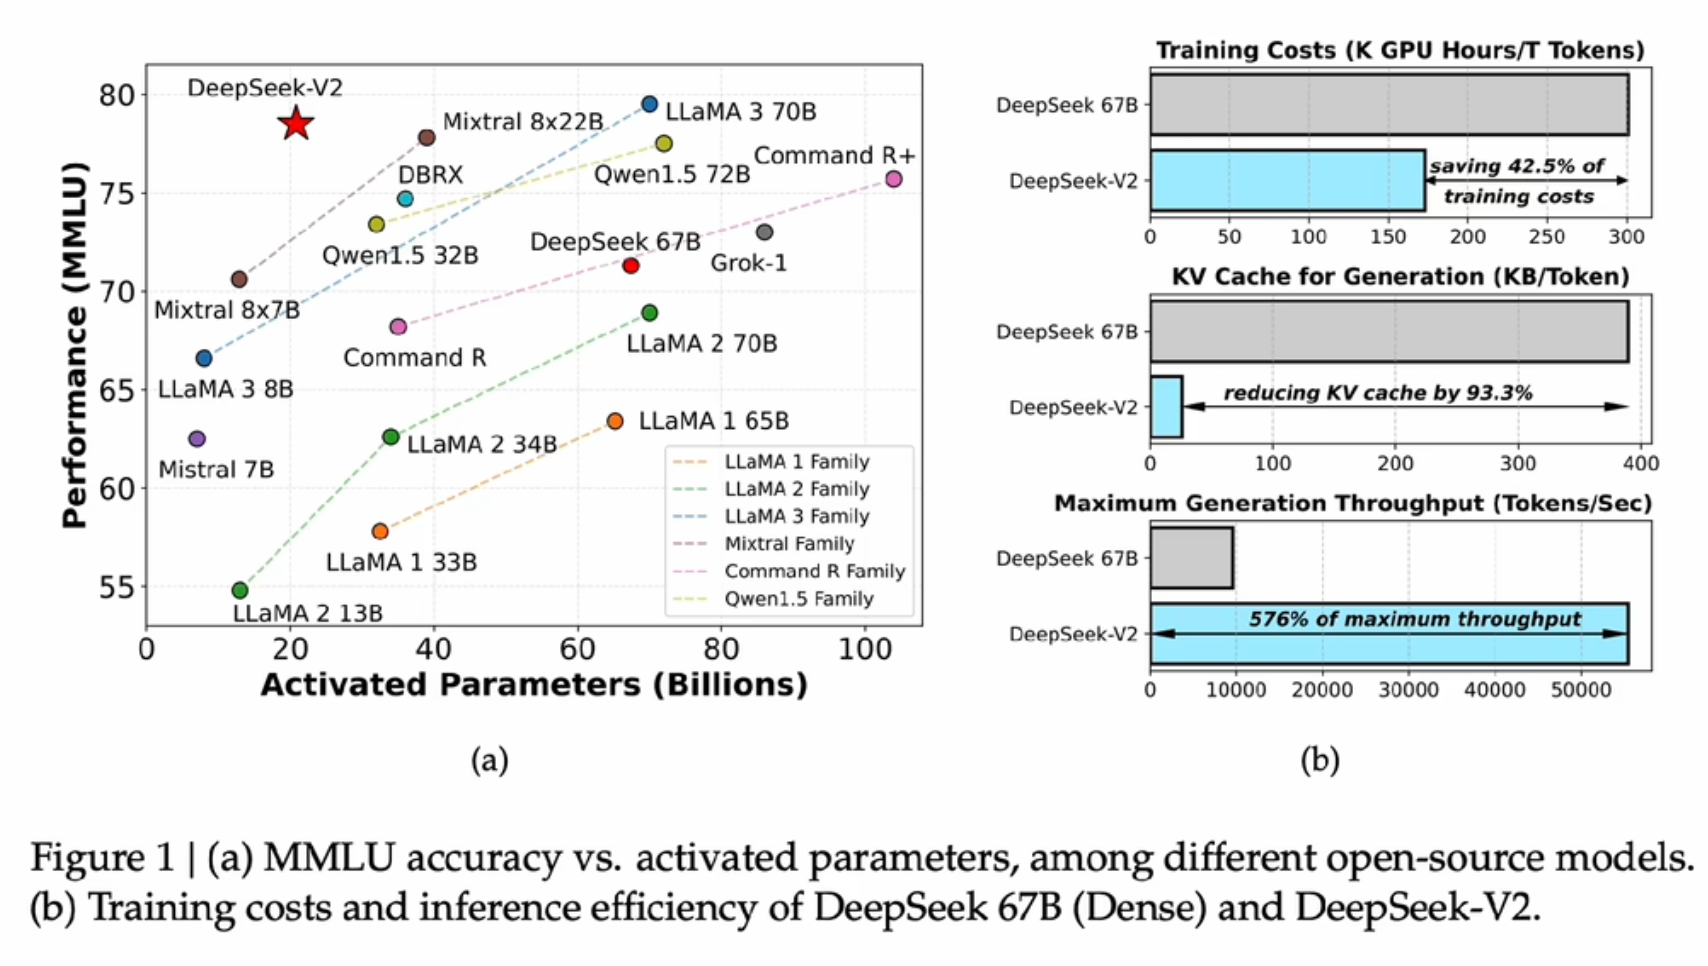 DeepSeek-V2
Mixtral 8x22B
LLaMA 3 70B
DBRX
Qwen1.5 72B
Command R+
Qwen1.5 32B
DeepSeek 67B
Grok-1
Mixtral 8x7B
Command R
LLaMA 2 70B
LLaMA 3 8B
LLaMA 1 65B
LLaMA 2 34B
Mistral 7B
LLaMA 1 33B
LLaMA 2 13B
LLaMA 1 Family
LLaMA 2 Family
LLaMA 3 Family
Mixtral Family
Command R Family
Qwen1.5 Family
80
75
70
65
60
55
Performance (MMLU)
0 20 40 60 80 100
Activated Parameters (Billions)
(a)
Training Costs (K GPU Hours/T Tokens)
DeepSeek 67B
DeepSeek-V2
saving 42.5% of
training costs
0 50 100 150 200 250 300
KV Cache for Generation (KB/Token)
DeepSeek 67B
DeepSeek-V2
reducing KV cache by 93.3%
0 100 200 300 400
Maximum Generation Throughput (Tokens/Sec)
DeepSeek 67B
DeepSeek-V2
576% of maximum throughput
0 10000 20000 30000 40000 50000
(b)
Figure 1 | (a) MMLU accuracy vs. activated parameters, among different open-source models.
(b) Training costs and inference efficiency of DeepSeek 67B (Dense) and DeepSeek-V2.